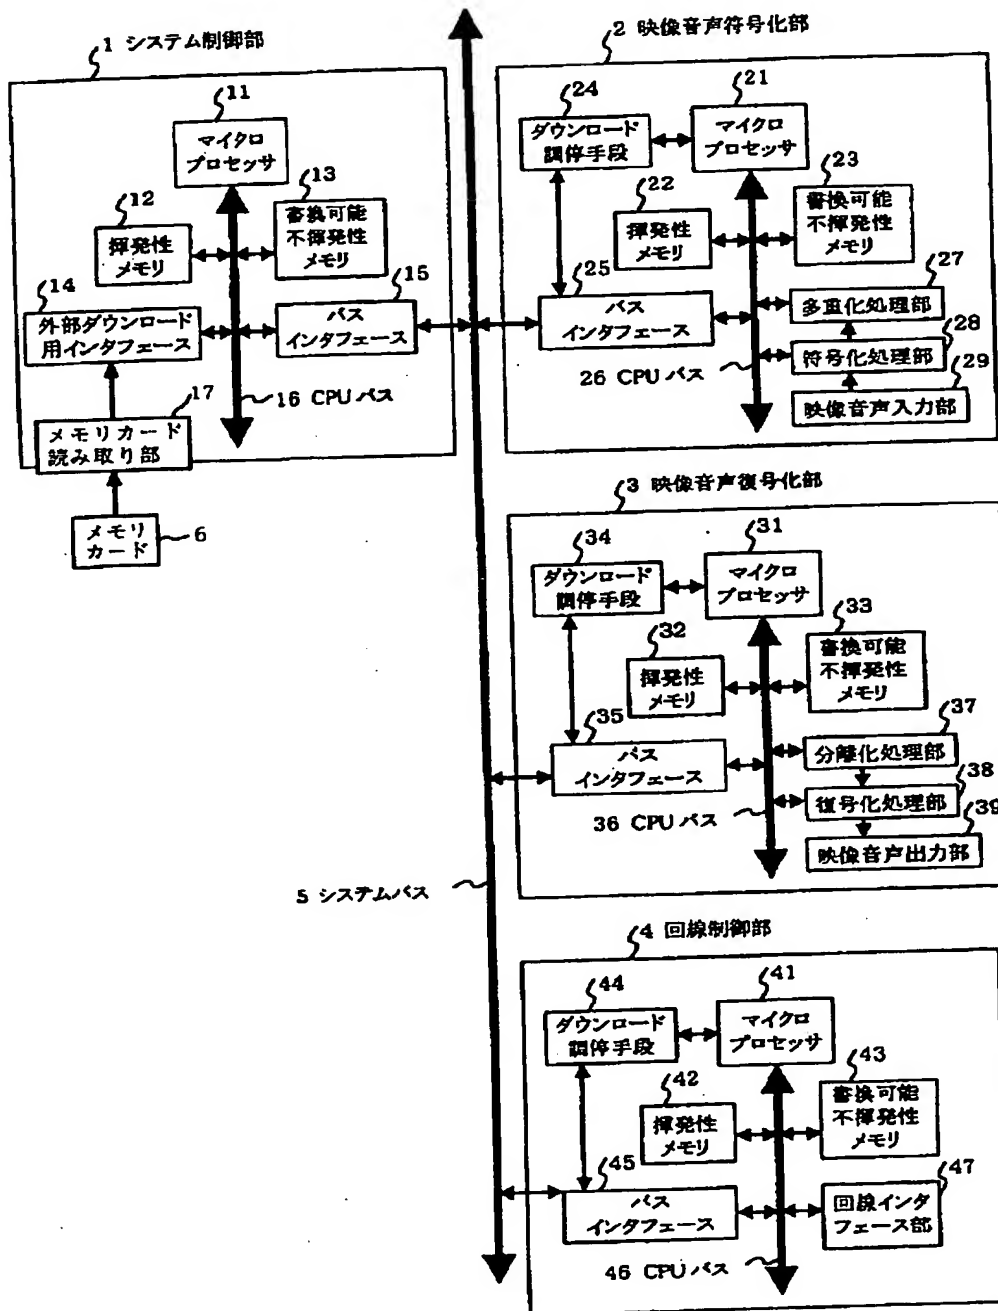 1 システム制御部
11
マイクロ
プロセッサ
12
揮発性
メモリ
13
書換可能
不揮発性
メモリ
14
外部ダウンロード
用インタフェース
15
バス
インタフェース
16 CPU バス
17
メモリカード
読み取り部
メモリ
カード
6
2 映像音声符号化部
24
ダウンロード
調停手段
21
マイクロ
プロセッサ
22
揮発性
メモリ
23
書換可能
不揮発性
メモリ
25
バス
インタフェース
27
多重化処理部
28
符号化処理部
29
映像音声入力部
26 CPU バス
3 映像音声復号化部
34
ダウンロード
調停手段
31
マイクロ
プロセッサ
32
揮発性
メモリ
33
書換可能
不揮発性
メモリ
35
バス
インタフェース
37
分離化処理部
38
復号化処理部
39
映像音声出力部
36 CPU バス
5 システムバス
4 回線制御部
44
ダウンロード
調停手段
41
マイクロ
プロセッサ
42
揮発性
メモリ
43
書換可能
不揮発性
メモリ
45
バス
インタフェース
47
回線インタ
フェース部
46 CPU バス